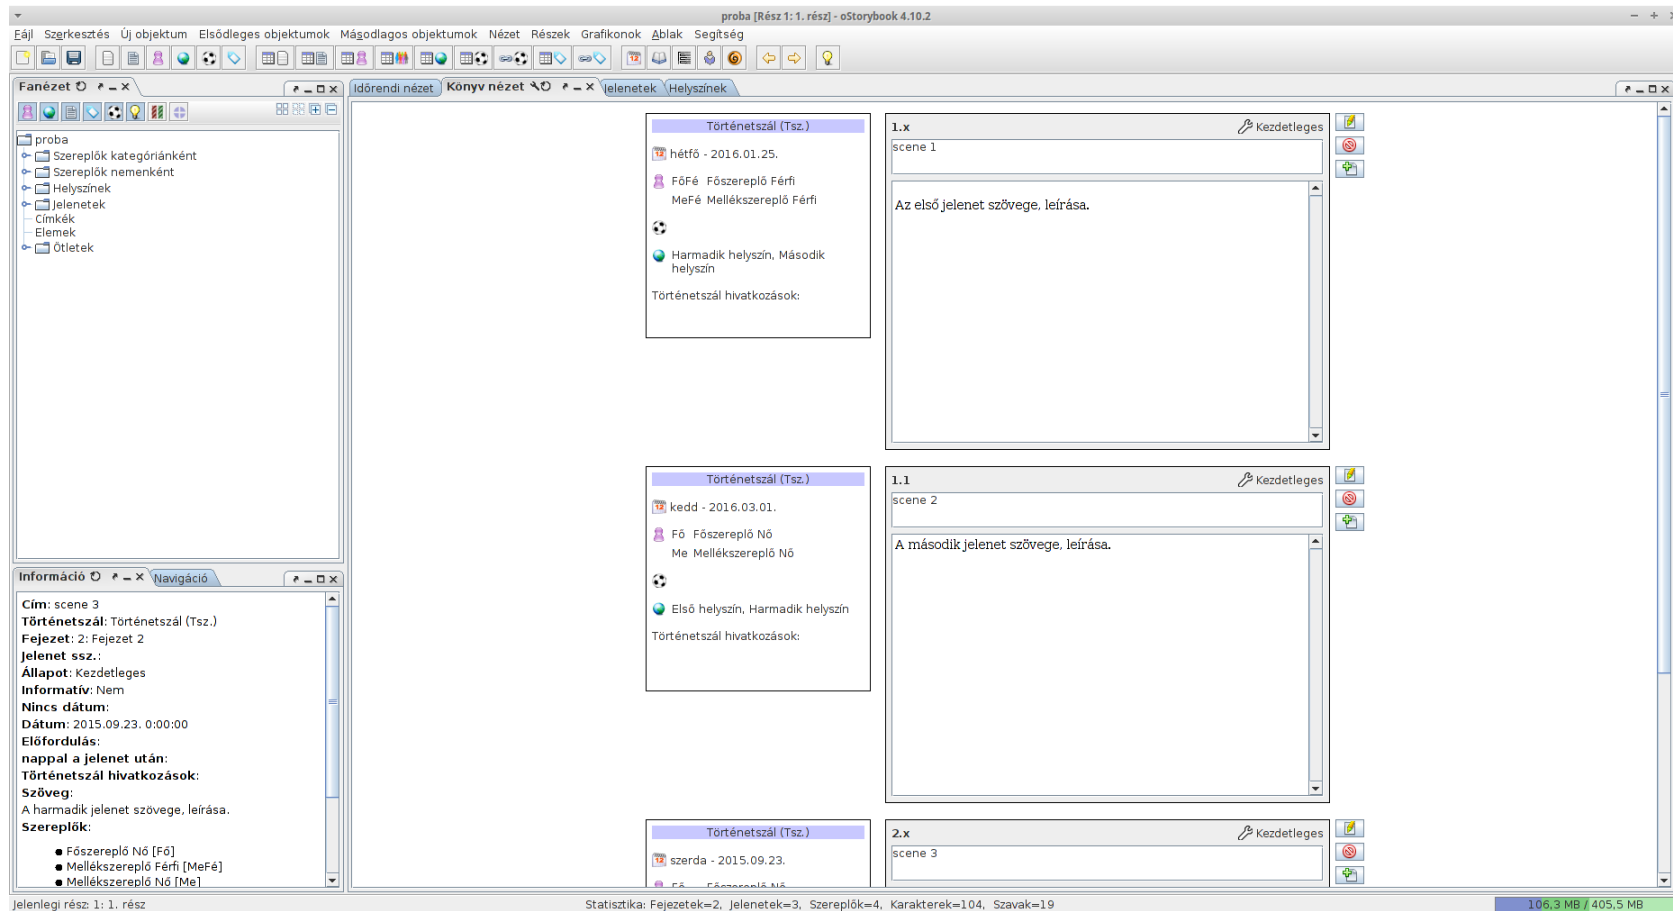 proba [Rész 1: 1. rész] - oStorybook 4.10.2
Fájl Szerkesztés Új objektum Elsődleges objektumok Másodlagos objektumok Nézet Részek Grafikonok Ablak Segítség
Fanézet
proba
Szereplők kategóriánként
Szereplők nemenként
Helyszínek
Jelenetek
Címkék
Elemek
Ötletek
Információ Navigáció
Cím: scene 3
Történetszál: Történetszál (Tsz.)
Fejezet: 2: Fejezet 2
Jelenet ssz.:
Állapot: Kezdetleges
Informatív: Nem
Nincs dátum:
Dátum: 2015.09.23. 0:00:00
Előfordulás:
nappal a jelenet után:
Történetszál hivatkozások:
Szöveg:
A harmadik jelenet szövege, leírása.
Szereplők:
Főszereplő Nő [Fő]
Mellékszereplő Férfi [MeFé]
Mellékszereplő Nő [Me]
Időrendi nézet Könyv nézet Jelenetek Helyszínek
Történetszál (Tsz.)
12 hétfő - 2016.01.25.
FőFé Főszereplő Férfi
MeFé Mellékszereplő Férfi
Harmadik helyszín, Második
helyszín
Történetszál hivatkozások:
1.x Kezdetleges
scene 1
Az első jelenet szövege, leírása.
Történetszál (Tsz.)
12 kedd - 2016.03.01.
Fő Főszereplő Nő
Me Mellékszereplő Nő
Első helyszín, Harmadik helyszín
Történetszál hivatkozások:
1.1 Kezdetleges
scene 2
A második jelenet szövege, leírása.
Történetszál (Tsz.)
12 szerda - 2015.09.23.
Fő Főszereplő Nő
2.x Kezdetleges
scene 3
Jelenlegi rész: 1: 1. rész
Statisztika: Fejezetek=2, Jelenetek=3, Szereplők=4, Karakterek=104, Szavak=19
106,3 MB / 405,5 MB